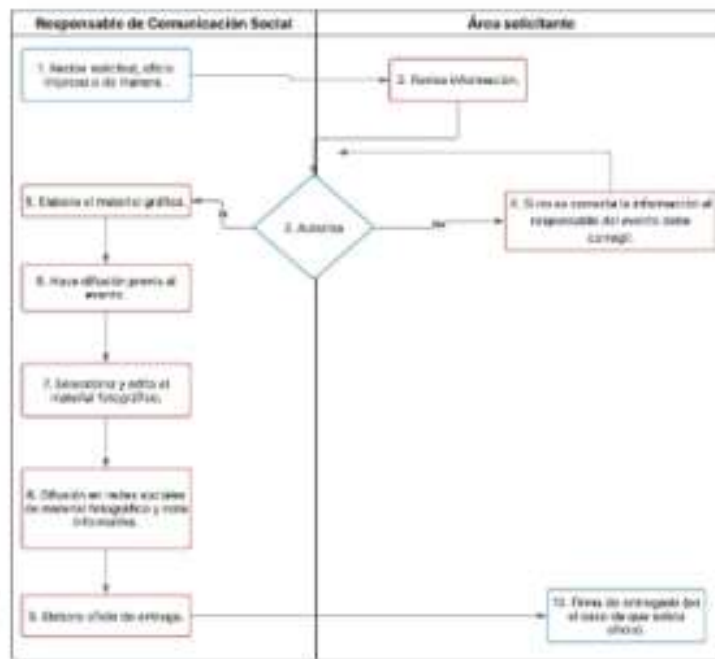 Responsable de Comunicación Social
Área solicitante
1. Recibe solicitud, oficio
impreso o de manera
2. Revisa información.
3. Autoriza
No
4. Si no es correcta la información el
responsable del evento debe
corregir.
5. Elabora el material gráfico.
6. Hace difusión previa al
evento.
7. Selecciona y edita el
material fotográfico.
8. Difusión en redes sociales
de material fotográfico y nota
informativa.
9. Elabora oficio de entrega.
10. Firma de entregado (en
el caso de que
oficio).